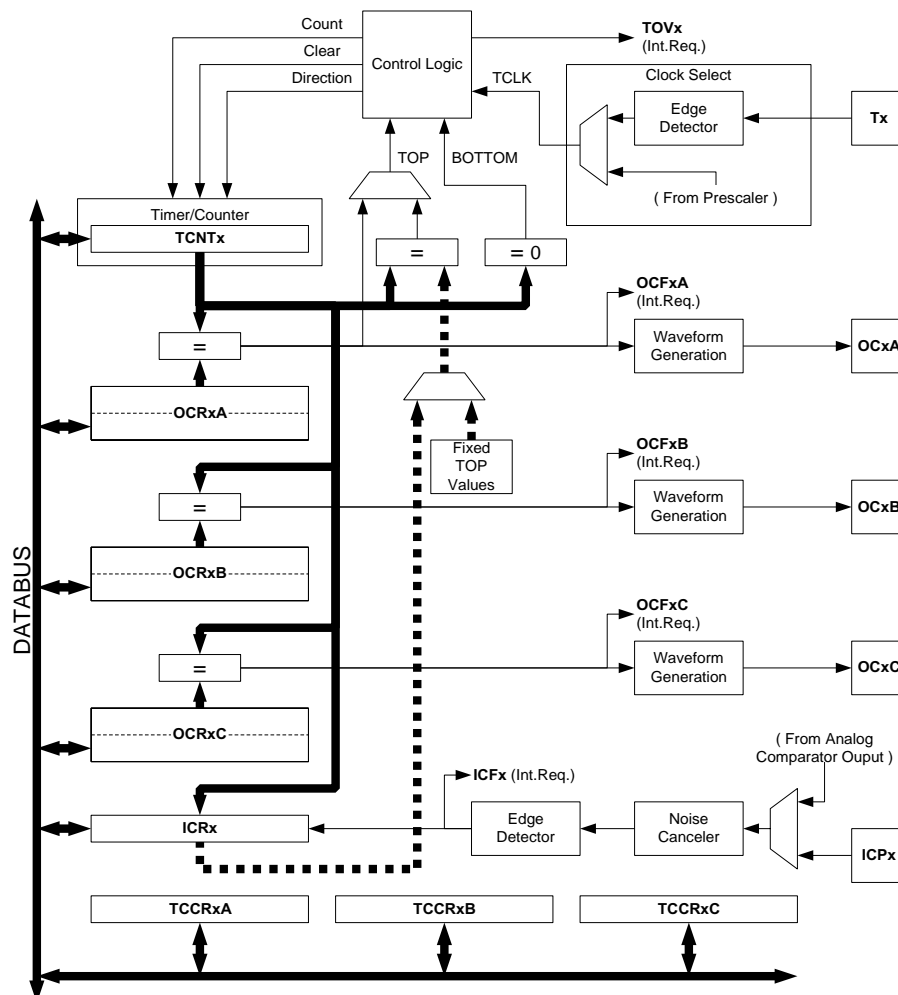 Count
TOVx
(Int.Req.)
Clear
Control Logic
Direction
TCLK
Clock Select
Edge
Detector
Tx
TOP
BOTTOM
( From Prescaler )
Timer/Counter
TCNTx
=
= 0
OCFxA
(Int.Req.)
=
Waveform
Generation
OCxA
OCRxA
Fixed
TOP
Values
OCFxB
(Int.Req.)
=
Waveform
Generation
OCxB
OCRxB
DATABUS
OCFxC
(Int.Req.)
=
Waveform
Generation
OCxC
OCRxC
( From Analog
Comparator Ouput )
ICFx (Int.Req.)
ICRx
Edge
Detector
Noise
Canceler
ICPx
TCCRxA
TCCRxB
TCCRxC